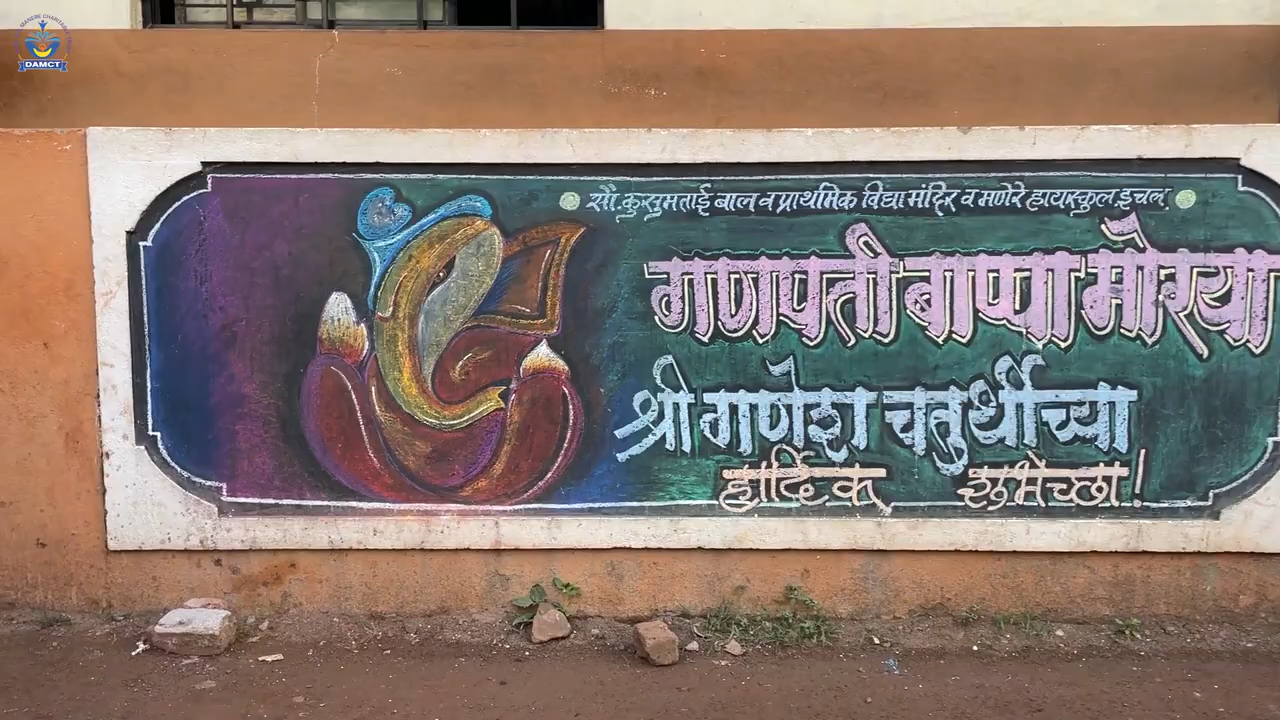 DAMCT
सौ. कुसुमताई बाल व प्राथमिक विद्या मंदिर व मणेरे हायस्कुल, इचल.
गणपती बाप्पा मोरया
श्री गणेश चतुर्थीच्या
हार्दिक शुभेच्छा!